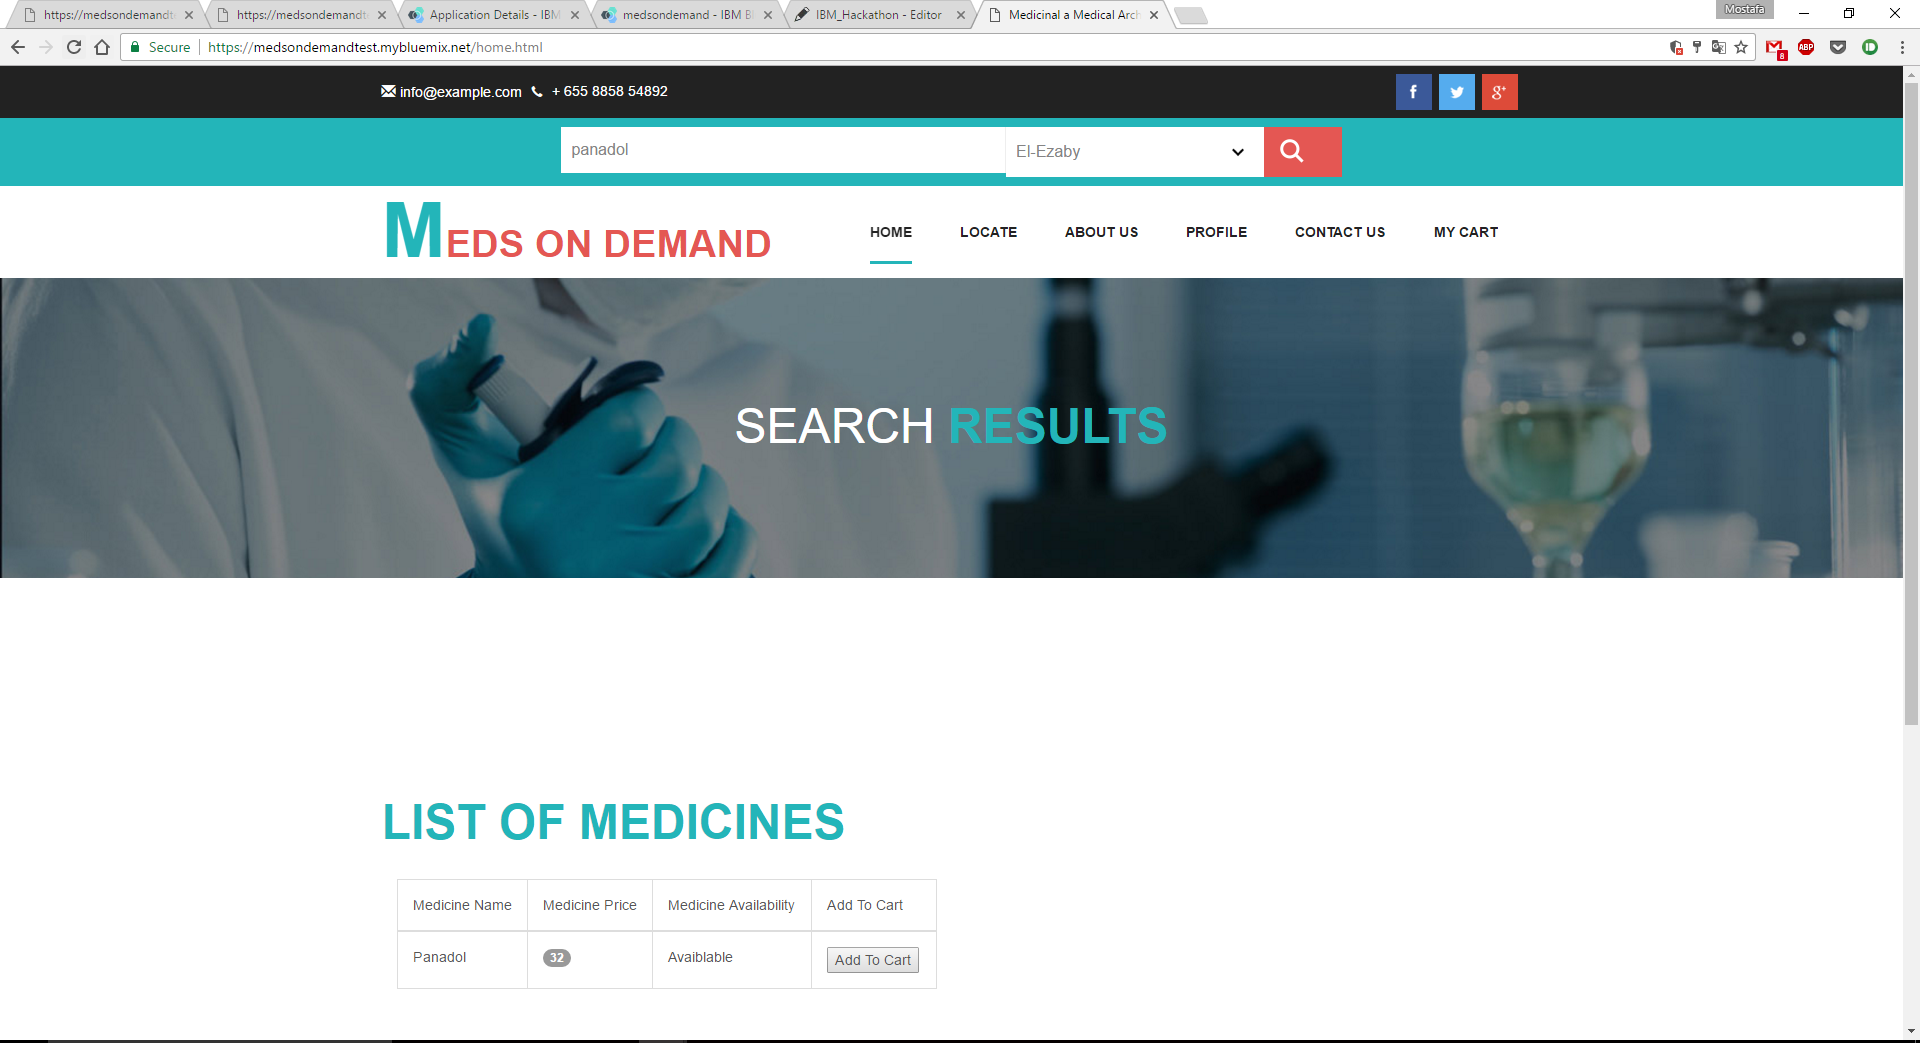 https://medsondemandt
https://medsondemandt
Application Details - IBM
medsondemand - IBM Bl
IBM_Hackathon - Editor
Medicinal a Medical Arch
Mostafa
Secure
https://medsondemandtest.mybluemix.net/home.html
8
ABP
info@example.com + 655 8858 54892
f
g+
panadol
El-Ezaby
MEDS ON DEMAND
HOME LOCATE ABOUT US PROFILE CONTACT US MY CART
SEARCH RESULTS
LIST OF MEDICINES
Medicine Name Medicine Price Medicine Availability Add To Cart
Panadol 32 Avaiblable Add To Cart